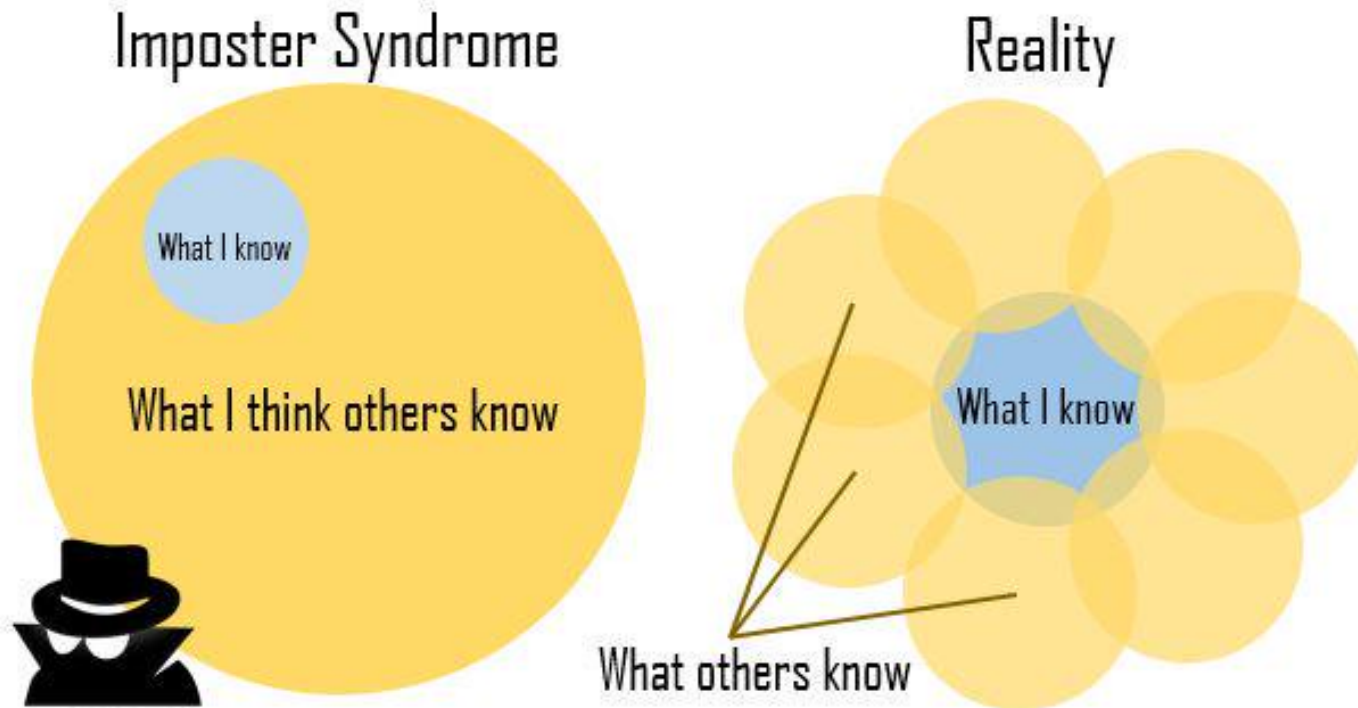 Imposter Syndrome
What I know
What I think others know
Reality
What I know
What others know